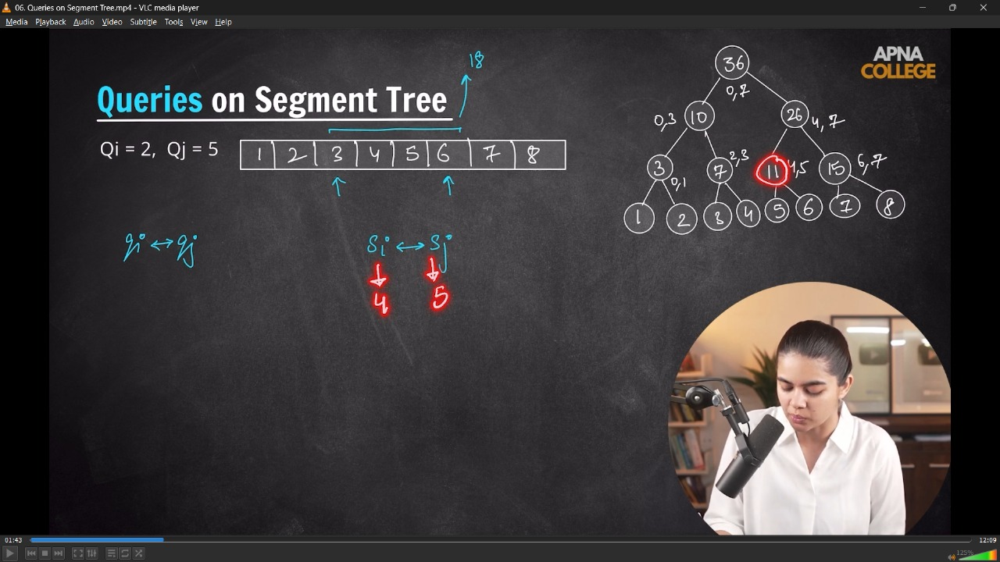 06. Queries on Segment Tree.mp4 - VLC media player
Media Playback Audio Video Subtitle Tools View Help
18
APNA
COLLEGE
Queries on Segment Tree
Qi = 2, Qj = 5
1 2 3 4 5 6 7 8
qi ↔ qj
si ↔ sj
4 5
36
0,7
0,3 10 26 4,7
3 0,1 7 2,3 11 4,5 15 6,7
1 2 3 4 5 6 7 8
01:43 12:09
125%